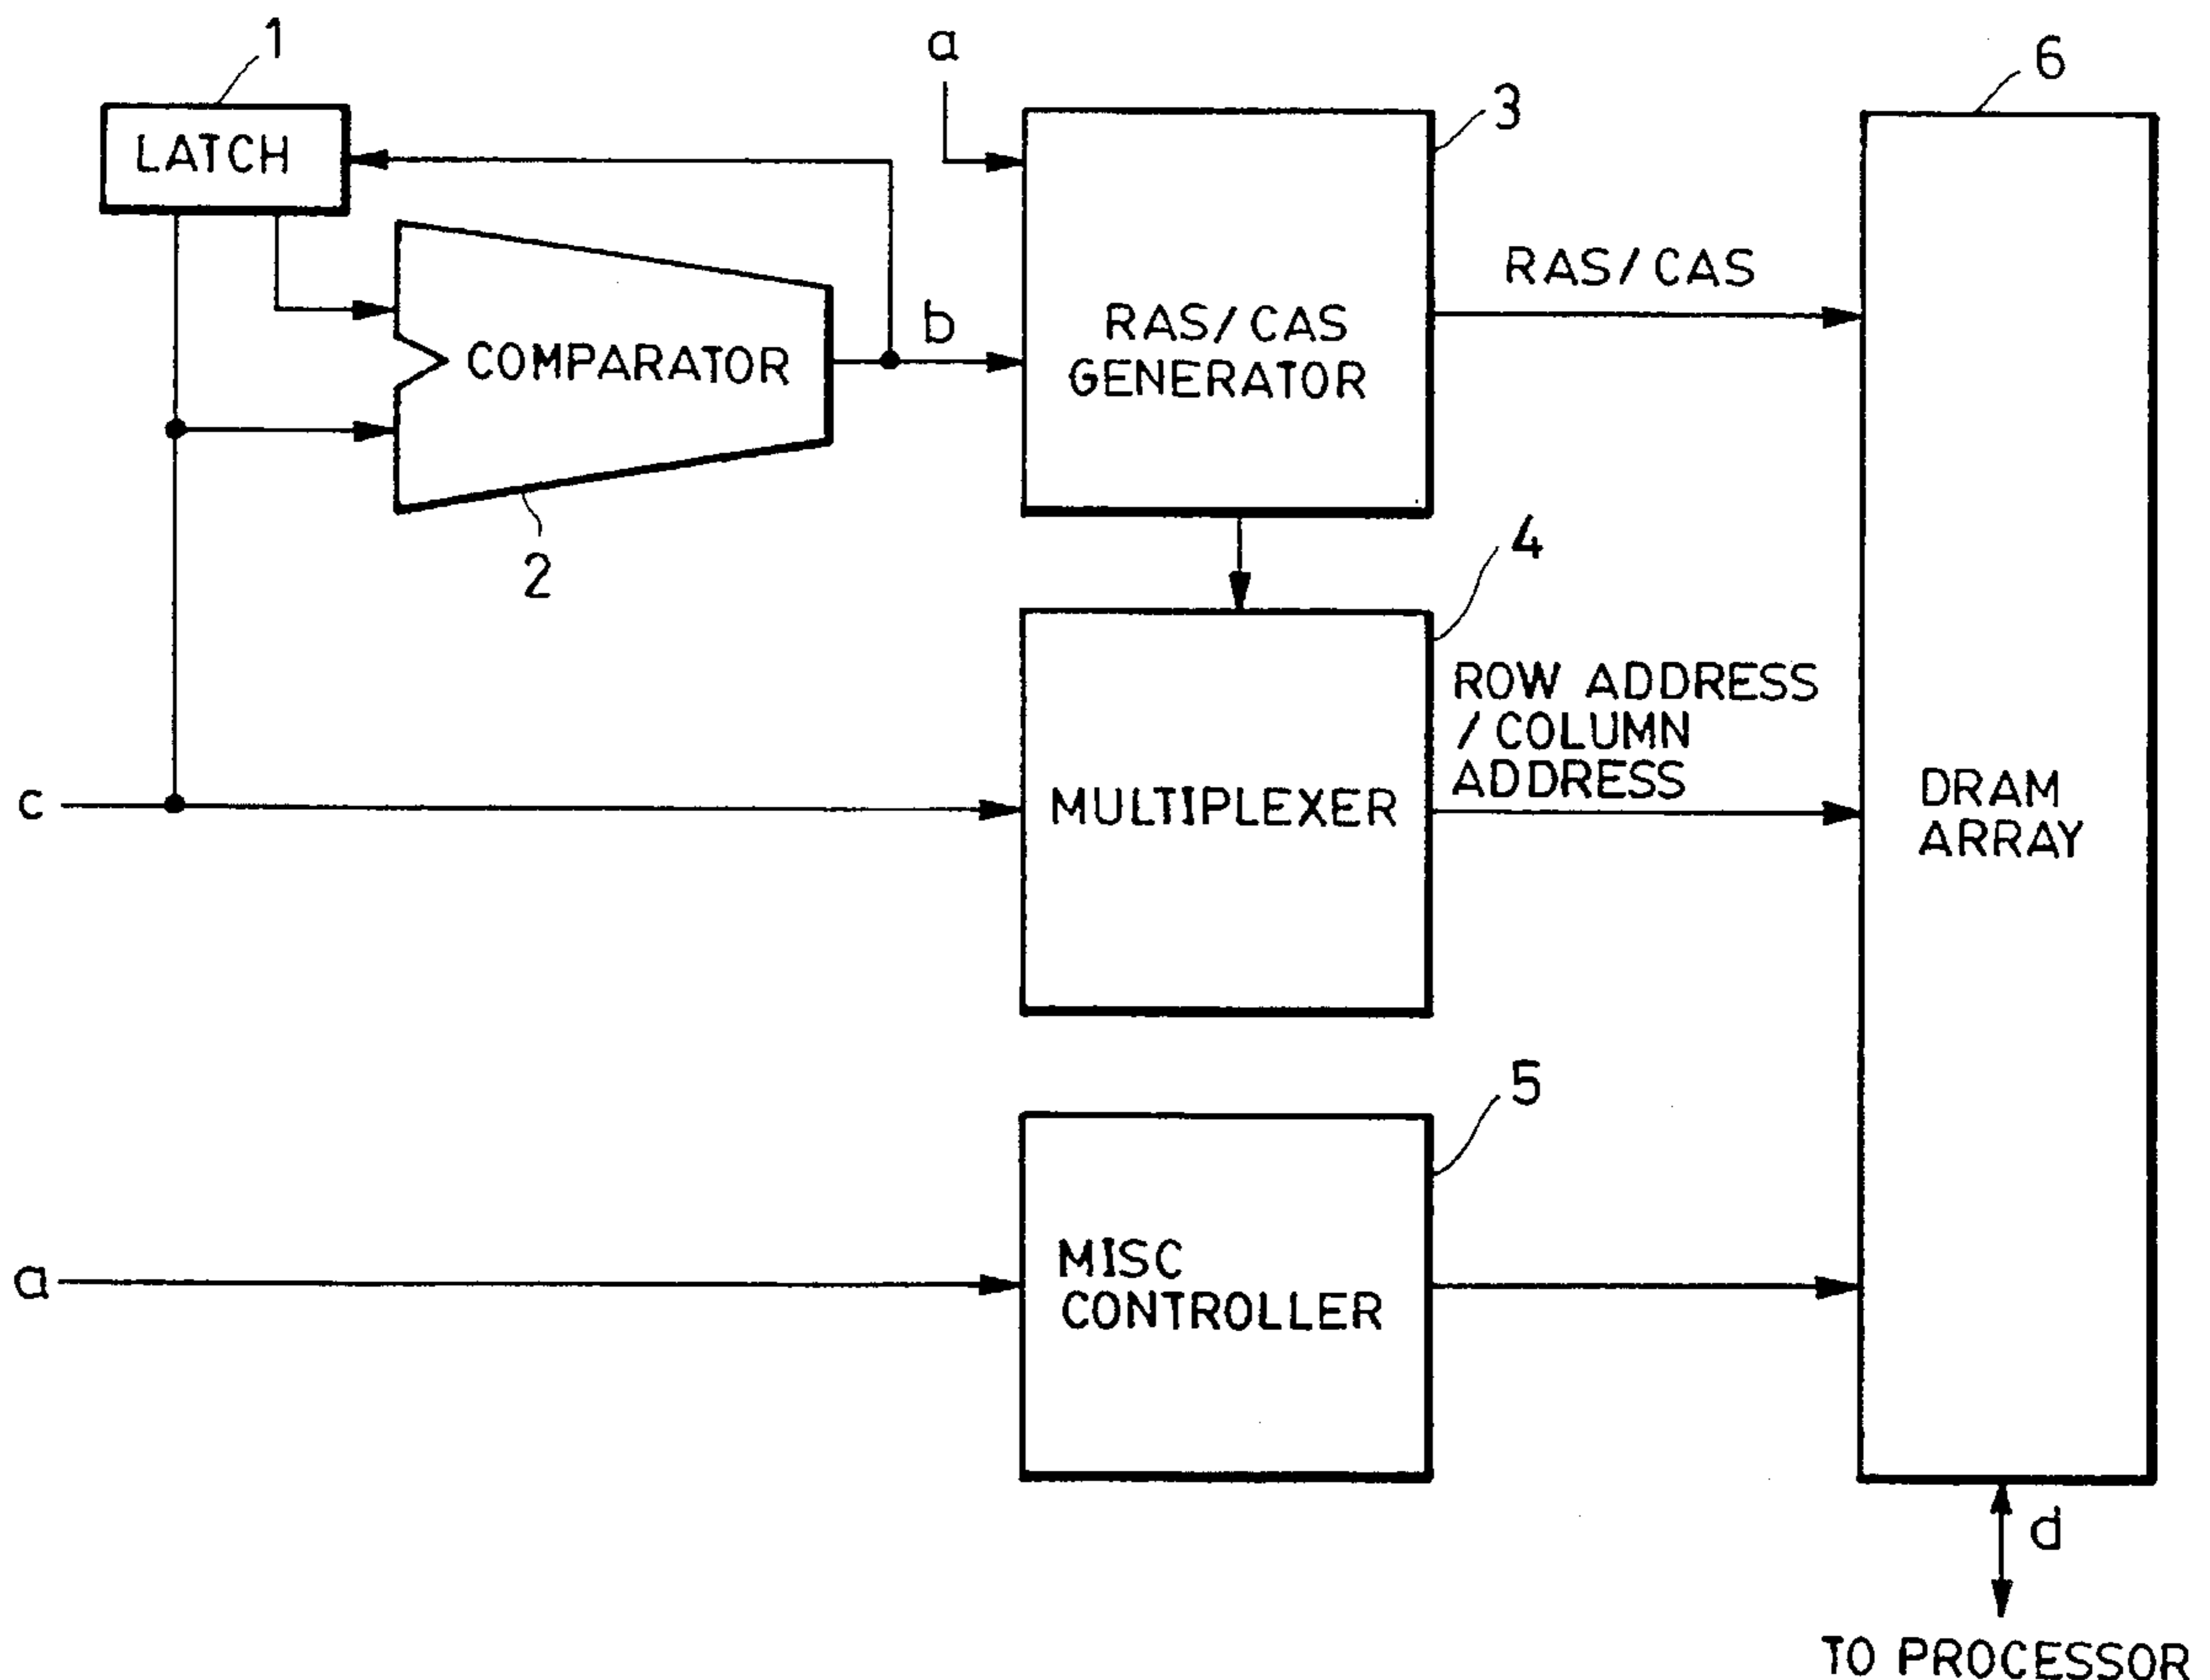 1
LATCH
a
3
6
RAS/CAS
b
RAS/CAS
GENERATOR
COMPARATOR
2
4
ROW ADDRESS
/COLUMN
ADDRESS
c
MULTIPLEXER
DRAM
ARRAY
5
a
MISC
CONTROLLER
d
TO PROCESSOR